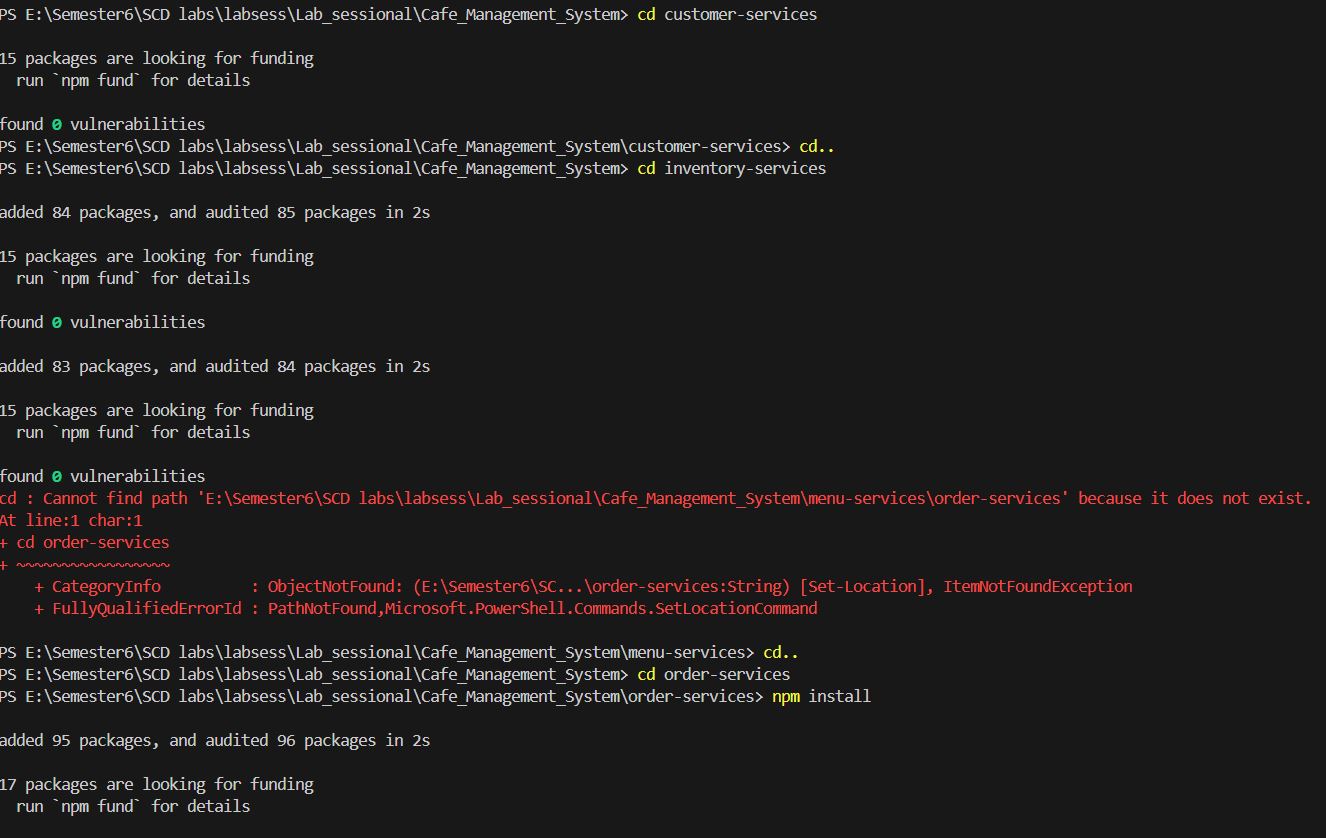 PS E:\Semester6\SCD labs\labsess\Lab_sessional\Cafe_Management_System> cd customer-services
15 packages are looking for funding
run `npm fund` for details
found 0 vulnerabilities
PS E:\Semester6\SCD labs\labsess\Lab_sessional\Cafe_Management_System\customer-services> cd..
PS E:\Semester6\SCD labs\labsess\Lab_sessional\Cafe_Management_System> cd inventory-services
added 84 packages, and audited 85 packages in 2s
15 packages are looking for funding
run `npm fund` for details
found 0 vulnerabilities
added 83 packages, and audited 84 packages in 2s
15 packages are looking for funding
run `npm fund` for details
found 0 vulnerabilities
cd : Cannot find path 'E:\Semester6\SCD labs\labsess\Lab_sessional\Cafe_Management_System\menu-services\order-services' because it does not exist.
At line:1 char:1
+ cd order-services
+ ~~~~~~~~~~~~~~~~~
+ CategoryInfo          : ObjectNotFound: (E:\Semester6\SC...\order-services:String) [Set-Location], ItemNotFoundException
+ FullyQualifiedErrorId : PathNotFound,Microsoft.PowerShell.Commands.SetLocationCommand
PS E:\Semester6\SCD labs\labsess\Lab_sessional\Cafe_Management_System\menu-services> cd..
PS E:\Semester6\SCD labs\labsess\Lab_sessional\Cafe_Management_System> cd order-services
PS E:\Semester6\SCD labs\labsess\Lab_sessional\Cafe_Management_System\order-services> npm install
added 95 packages, and audited 96 packages in 2s
17 packages are looking for funding
run `npm fund` for details